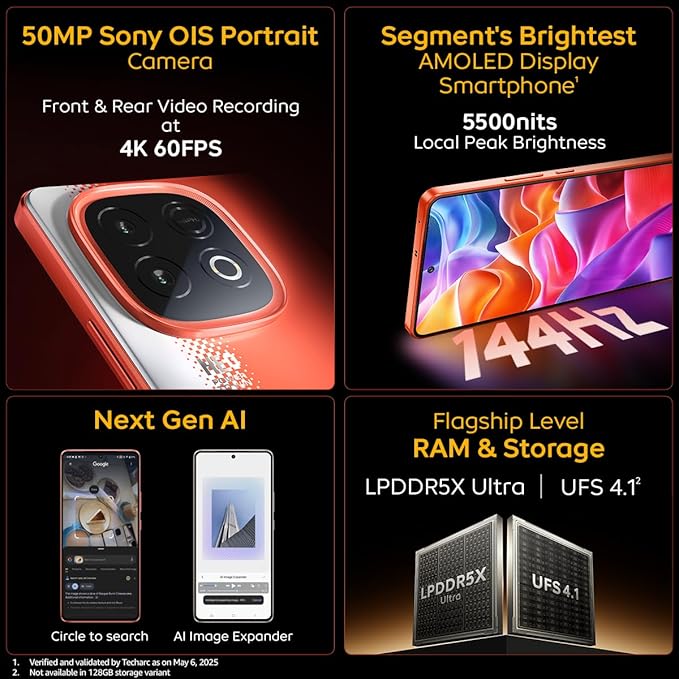 50MP Sony OIS Portrait
Camera
Front & Rear Video Recording
at
4K 60FPS
Segment's Brightest
AMOLED Display
Smartphone¹
5500nits
Local Peak Brightness
144Hz
Next Gen AI
Google
AI Image Expander
Circle to search
AI Image Expander
Flagship Level
RAM & Storage
LPDDR5X Ultra | UFS 4.1²
LPDDR5X
Ultra
UFS 4.1
1. Verified and validated by Techarc as on May 6, 2025
2. Not available in 128GB storage variant